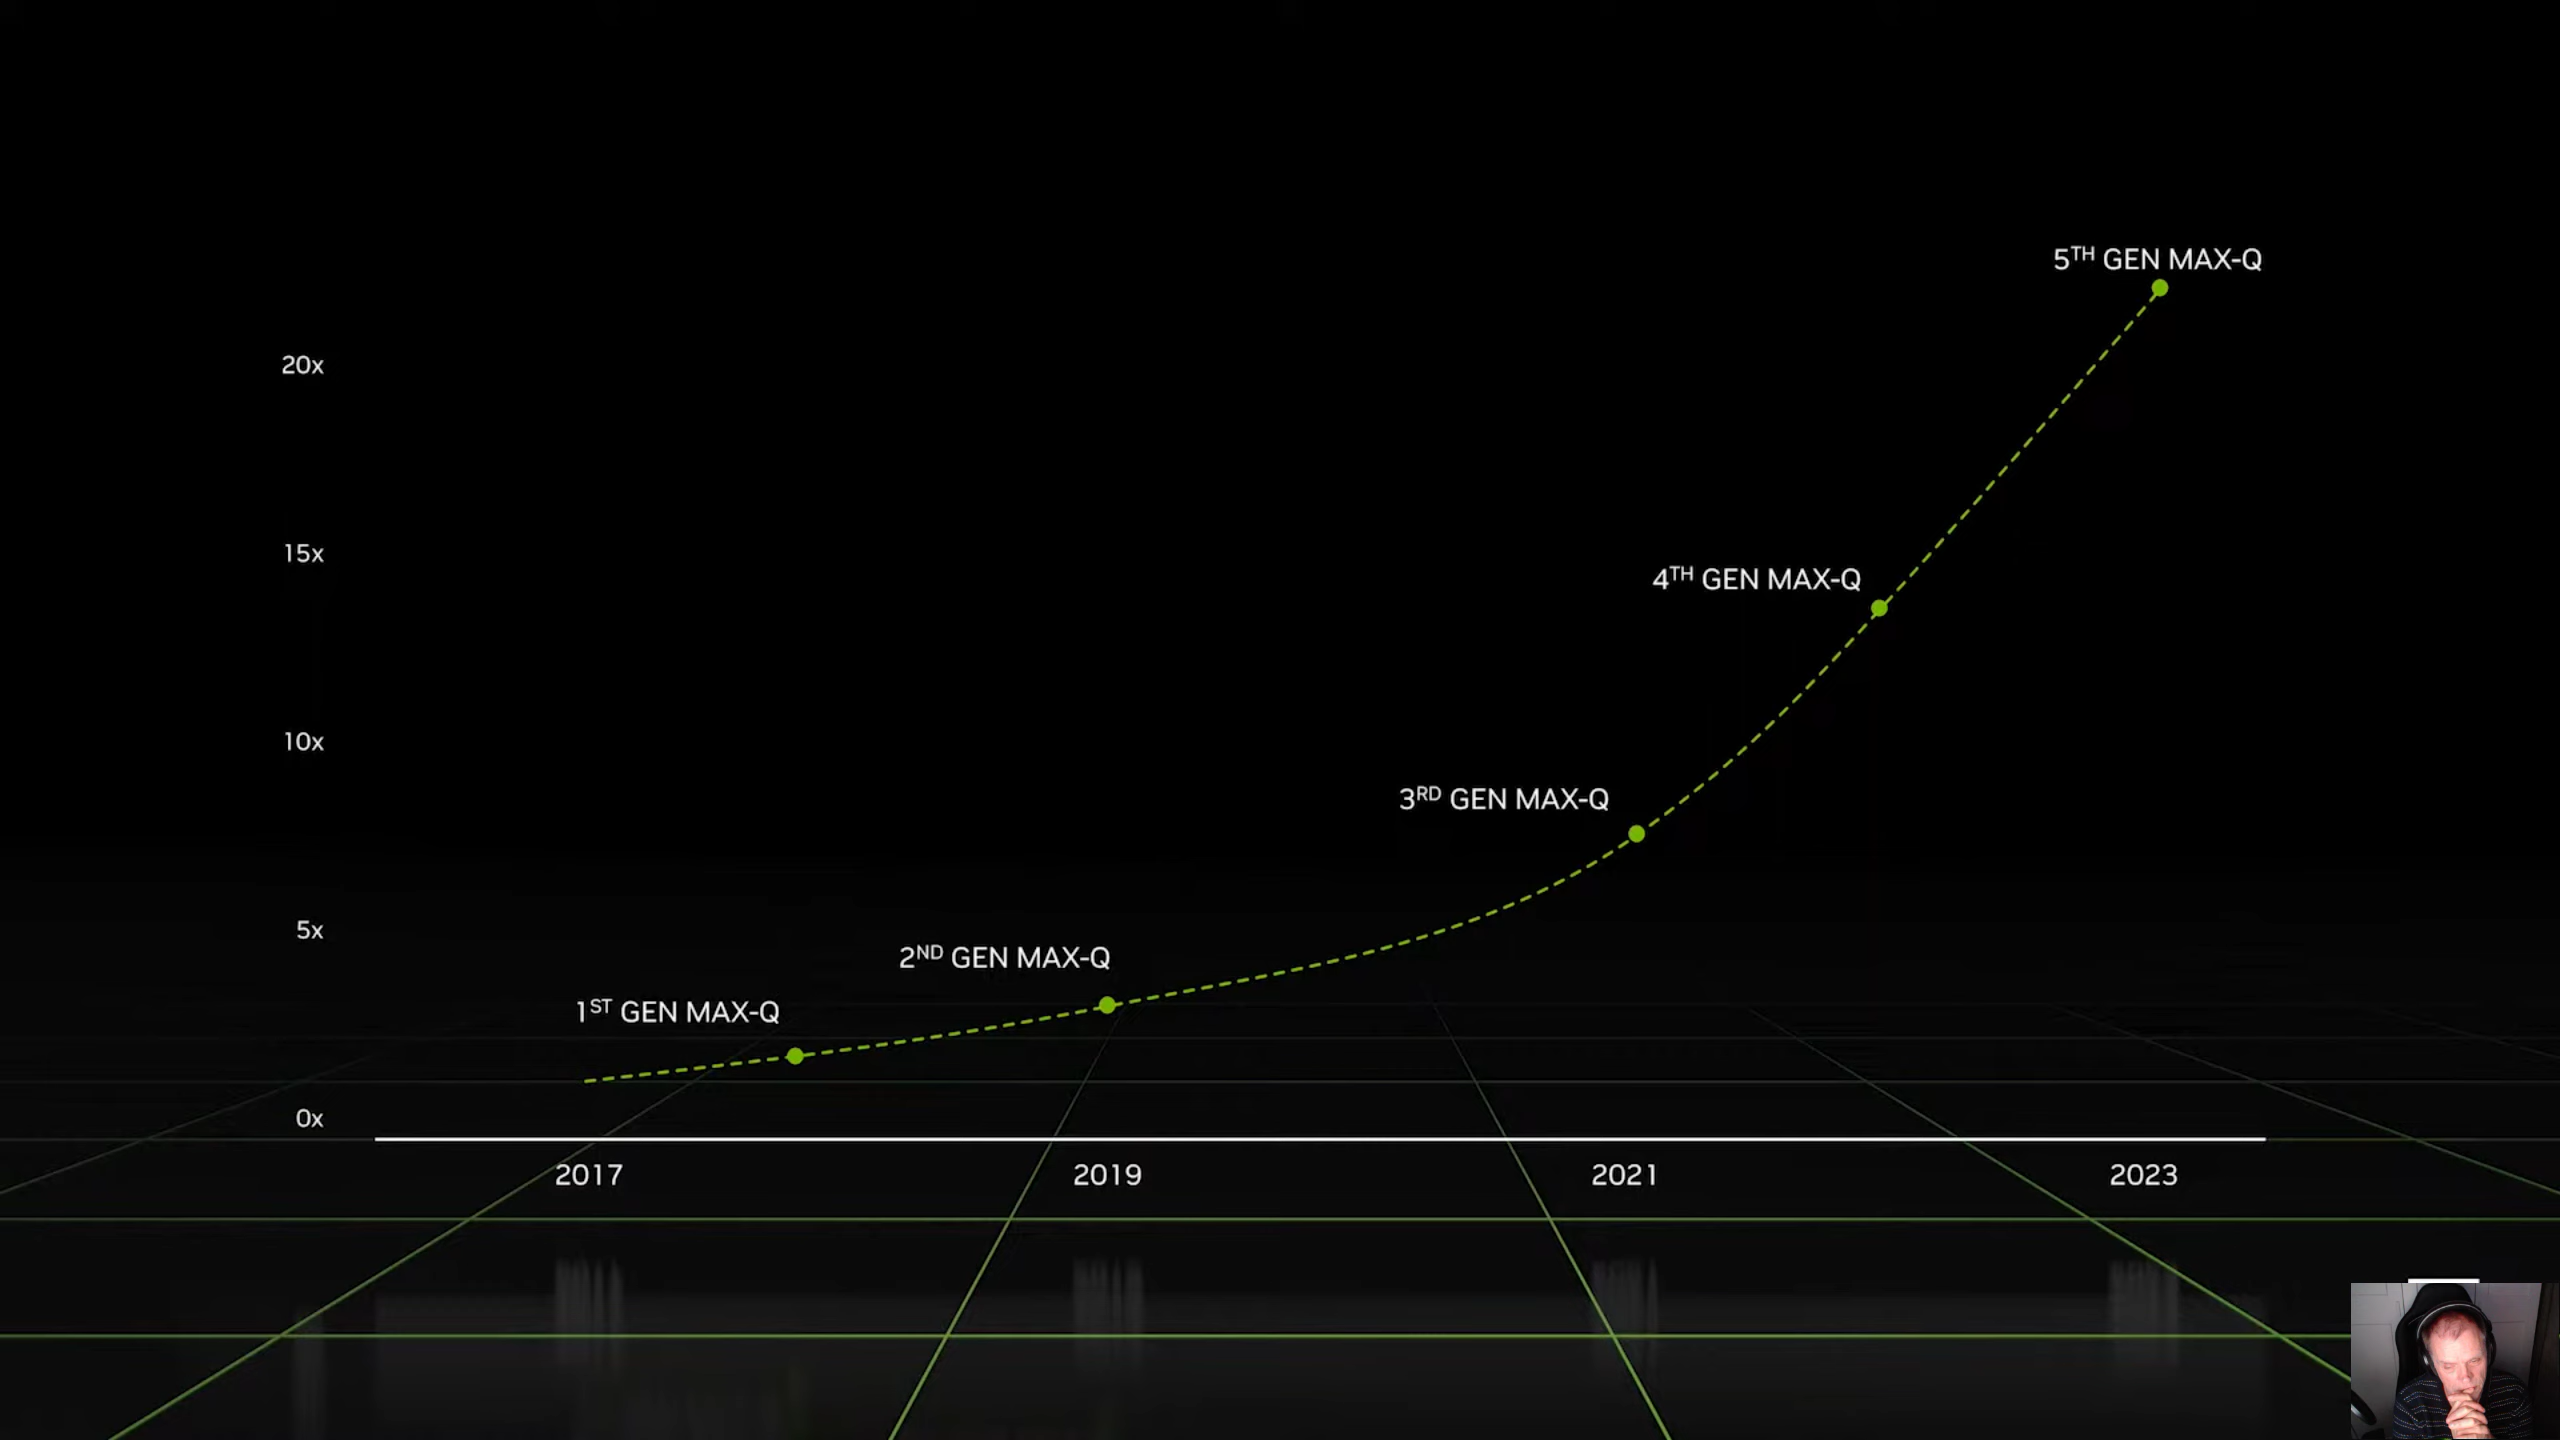 5TH GEN MAX-Q
20x
15x
4TH GEN MAX-Q
10x
3RD GEN MAX-Q
5x
2ND GEN MAX-Q
1ST GEN MAX-Q
0x
2017 2019 2021 2023